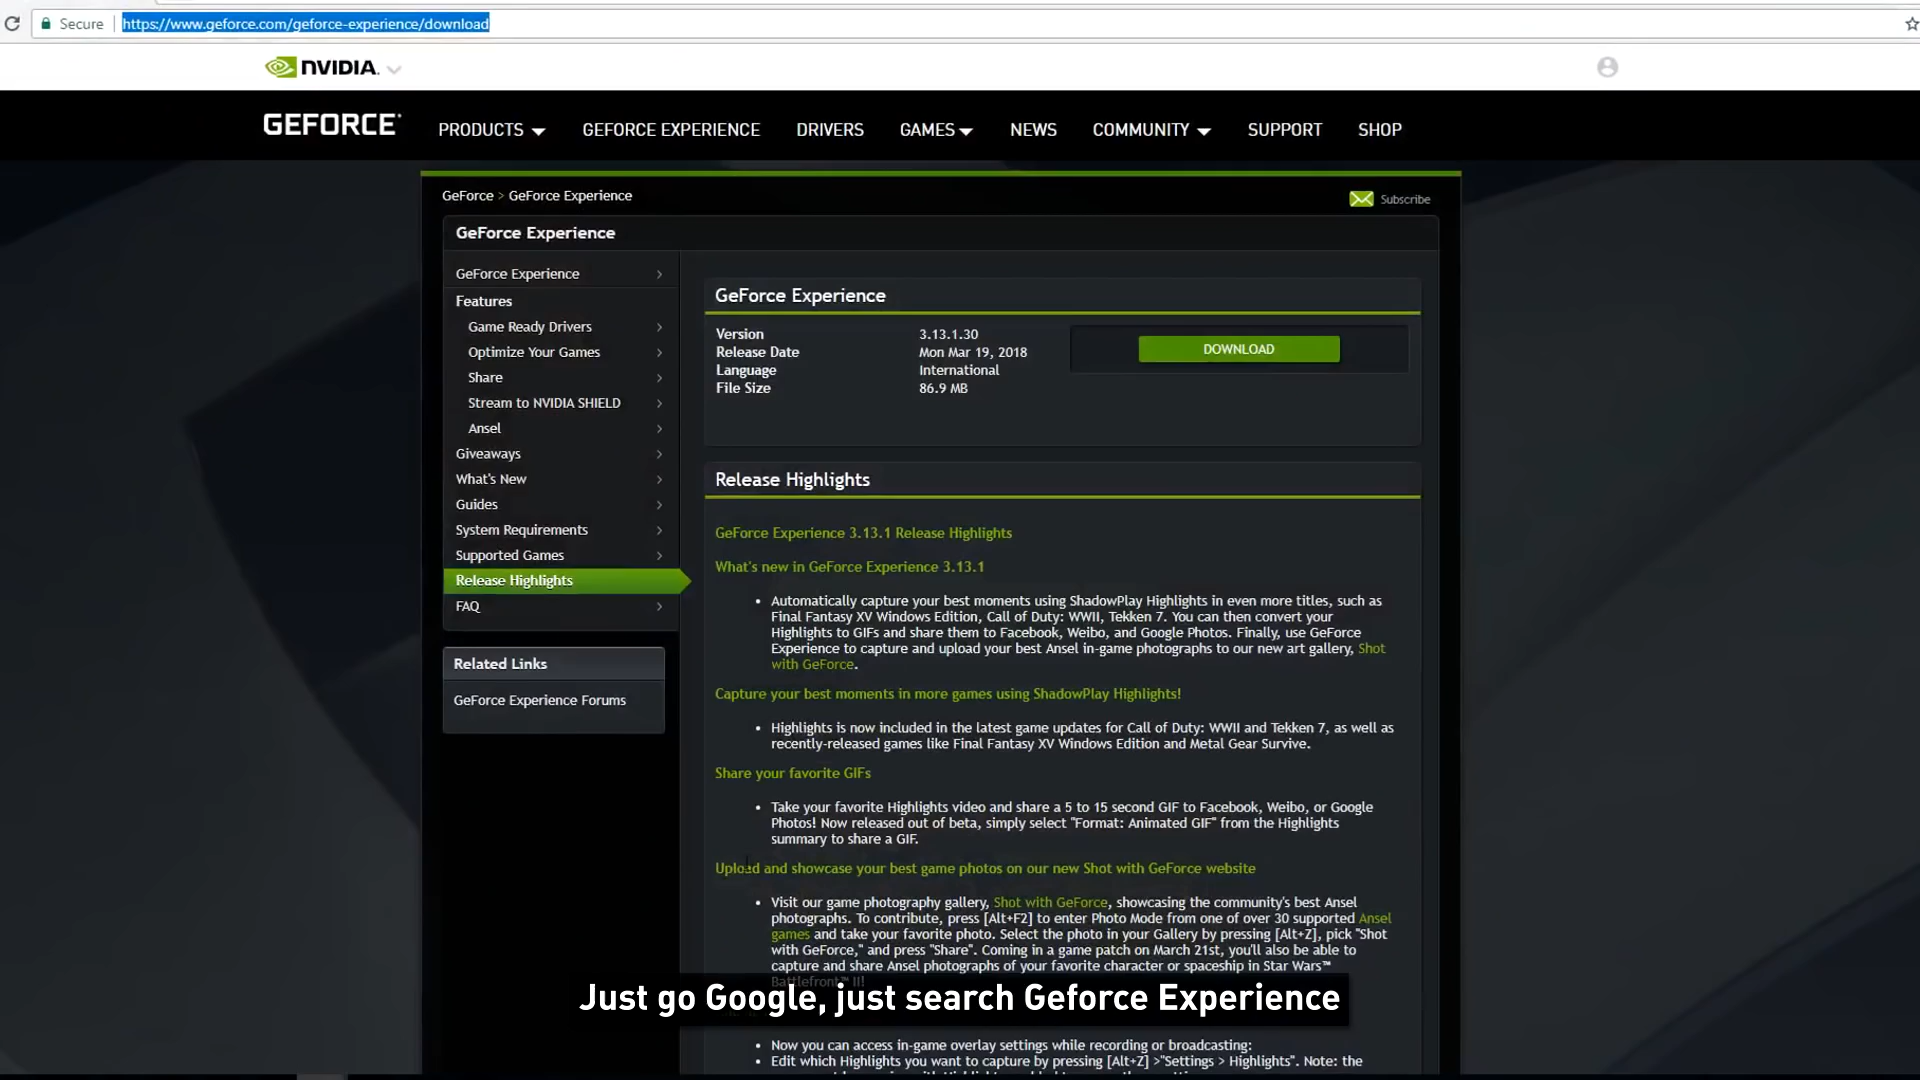 Secure https://www.geforce.com/geforce-experience/download
NVIDIA.
GEFORCE PRODUCTS GEFORCE EXPERIENCE DRIVERS GAMES NEWS COMMUNITY SUPPORT SHOP
GeForce > GeForce Experience
Subscribe
GeForce Experience
GeForce Experience
Features
Game Ready Drivers
Optimize Your Games
Share
Stream to NVIDIA SHIELD
Ansel
Giveaways
What's New
Guides
System Requirements
Supported Games
Release Highlights
FAQ
Related Links
GeForce Experience Forums
GeForce Experience
Version 3.13.1.30
Release Date Mon Mar 19, 2018
Language International
File Size 86.9 MB
DOWNLOAD
Release Highlights
GeForce Experience 3.13.1 Release Highlights
What's new in GeForce Experience 3.13.1
• Automatically capture your best moments using ShadowPlay Highlights in even more titles, such as
Final Fantasy XV Windows Edition, Call of Duty: WWII, Tekken 7. You can then convert your
Highlights to GIFs and share them to Facebook, Weibo, and Google Photos. Finally, use GeForce
Experience to capture and upload your best Ansel in-game photographs to our new art gallery, Shot
with GeForce.
Capture your best moments in more games using ShadowPlay Highlights!
• Highlights is now included in the latest game updates for Call of Duty: WWII and Tekken 7, as well as
recently-released games like Final Fantasy XV Windows Edition and Metal Gear Survive.
Share your favorite GIFs
• Take your favorite Highlights video and share a 5 to 15 second GIF to Facebook, Weibo, or Google
Photos! Now released out of beta, simply select "Format: Animated GIF" from the Highlights
summary to share a GIF.
Upload and showcase your best game photos on our new Shot with GeForce website
• Visit our game photography gallery, Shot with GeForce, showcasing the community's best Ansel
photographs. To contribute, press [Alt+F2] to enter Photo Mode from one of over 30 supported Ansel
games and take your favorite photo. Select the photo in your Gallery by pressing [Alt+Z], pick "Shot
with GeForce," and press "Share". Coming in a game patch on March 21st, you'll also be able to
capture and share Ansel photographs of your favorite character or spaceship in Star Wars™
Battlefront™ II!
Just go Google, just search Geforce Experience
• Now you can access in-game overlay settings while recording or broadcasting:
• Edit which Highlights you want to capture by pressing [Alt+Z] >"Settings > Highlights". Note: the